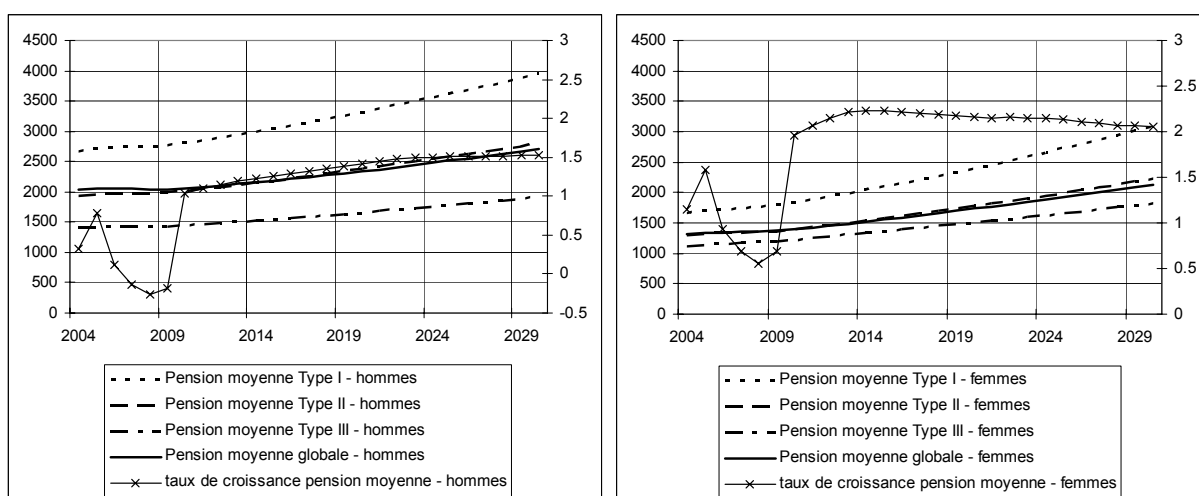 4500
4000
3500
3000
2500
2000
1500
1000
500
0
3
2.5
2
1.5
1
0.5
0
-0.5
2004 2009 2014 2019 2024 2029
Pension moyenne Type I - hommes
Pension moyenne Type II - hommes
Pension moyenne Type III - hommes
Pension moyenne globale - hommes
taux de croissance pension moyenne - hommes
4500
4000
3500
3000
2500
2000
1500
1000
500
0
3
2.5
2
1.5
1
0.5
0
2004 2009 2014 2019 2024 2029
Pension moyenne Type I - femmes
Pension moyenne Type II - femmes
Pension moyenne Type III - femmes
Pension moyenne globale - femmes
taux de croissance pension moyenne - femmes